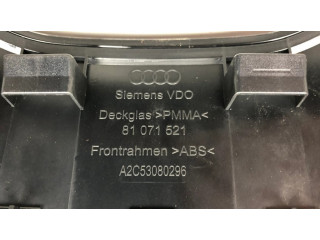 Siemens VDO
Deckglas >PMMA<
81 071 521
Frontrahmen >ABS<
A2C53080296